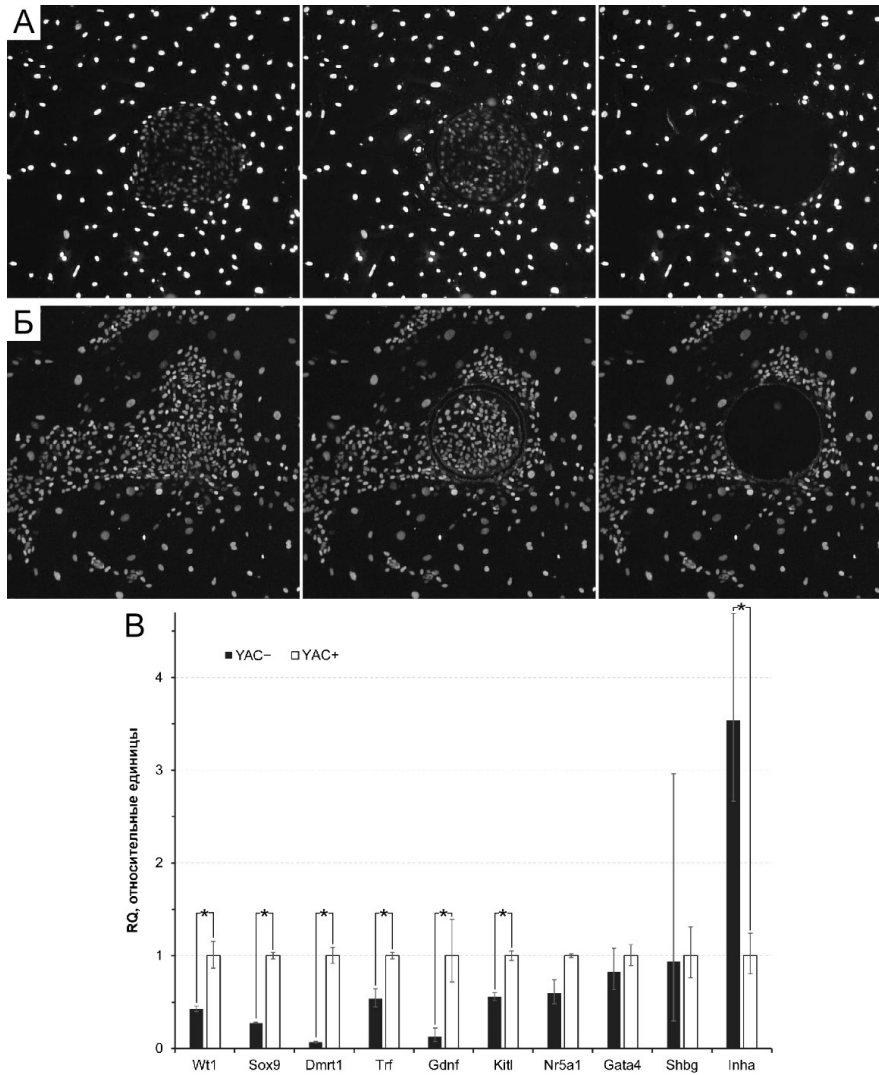 А
Б
В
YAC− YAC+
RQ, относительные единицы
4
3
2
1
0
* * * * * * *
Wt1 Sox9 Dmrt1 Trf Gdnf Kitl Nr5a1 Gata4 Shbg Inha